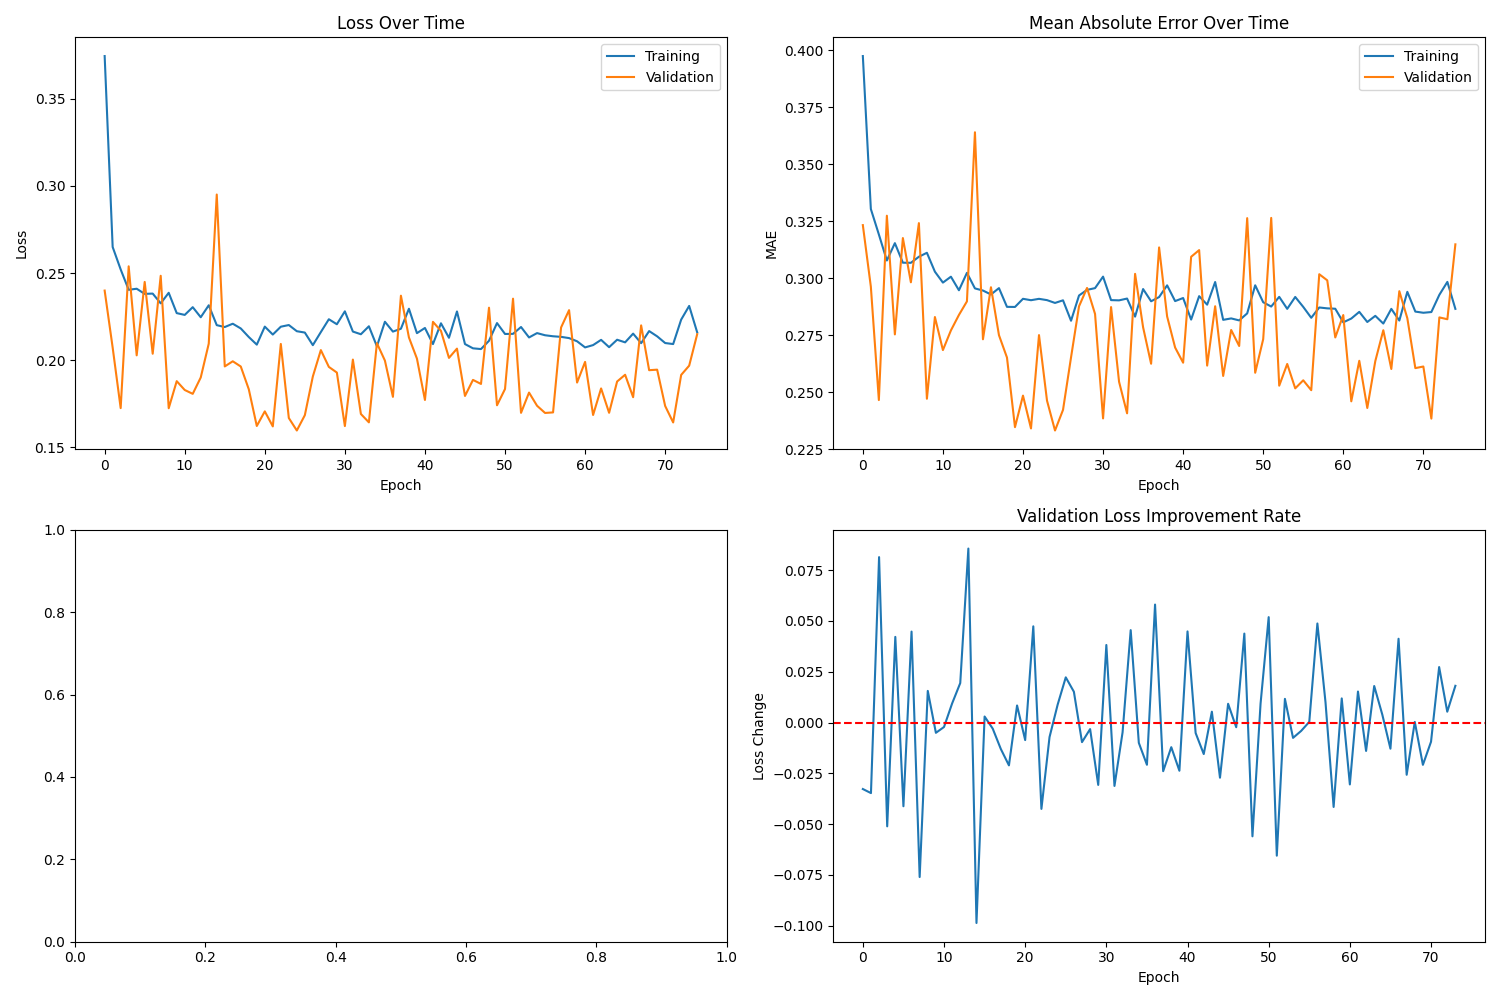 Loss Over Time
Loss
0.35
0.30
0.25
0.20
0.15
0 10 20 30 40 50 60 70
Epoch
Training
Validation
Mean Absolute Error Over Time
MAE
0.400
0.375
0.350
0.325
0.300
0.275
0.250
0.225
0 10 20 30 40 50 60 70
Epoch
Training
Validation
1.0
0.8
0.6
0.4
0.2
0.0
0.0 0.2 0.4 0.6 0.8 1.0
Validation Loss Improvement Rate
Loss Change
0.075
0.050
0.025
0.000
−0.025
−0.050
−0.075
−0.100
0 10 20 30 40 50 60 70
Epoch